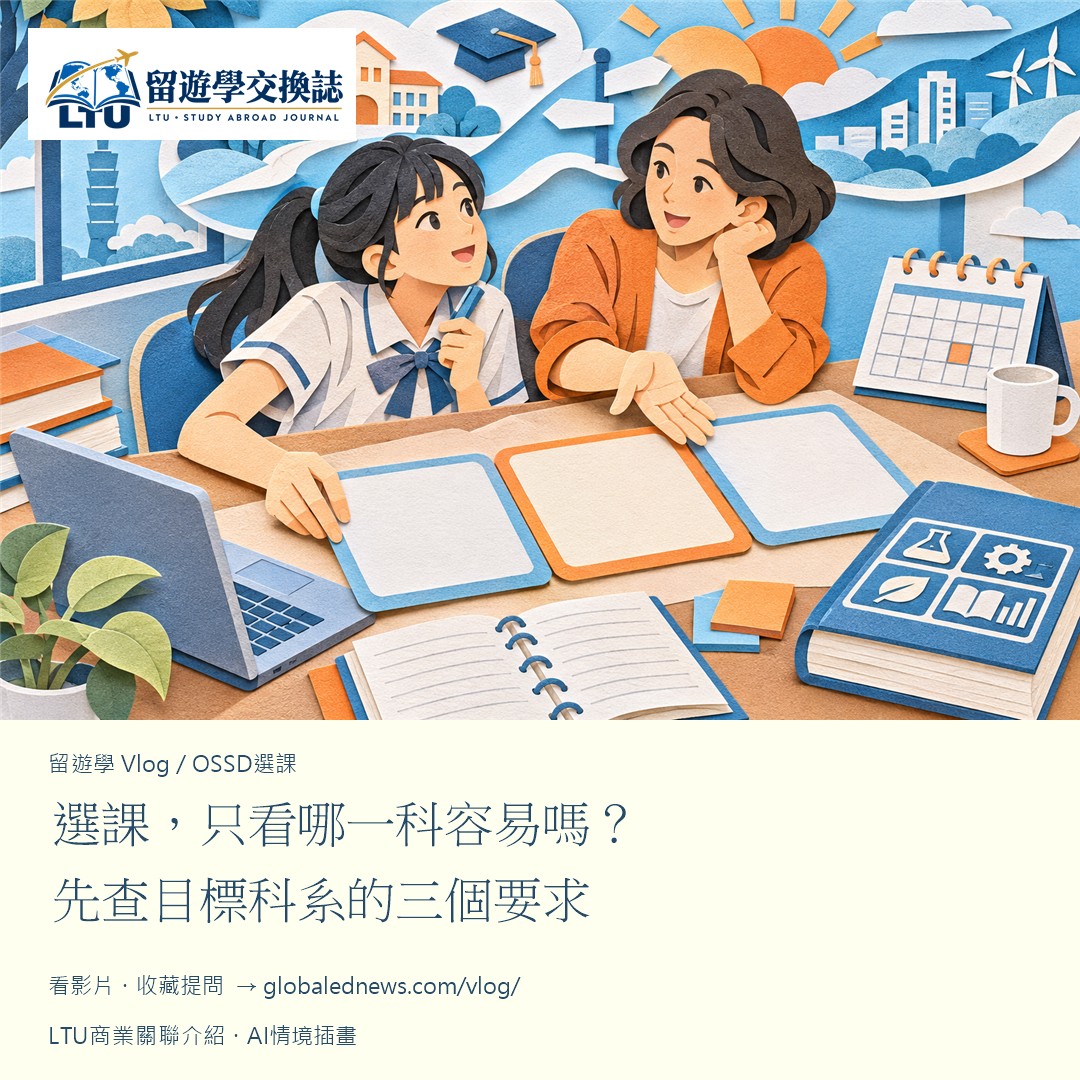 LTU
留遊學交換誌
LTU · STUDY ABROAD JOURNAL
留遊學 Vlog / OSSD選課
選課，只看哪一科容易嗎？
先查目標科系的三個要求
看影片．收藏提問 → globalednews.com/vlog/
LTU商業關聯介紹．AI情境插畫